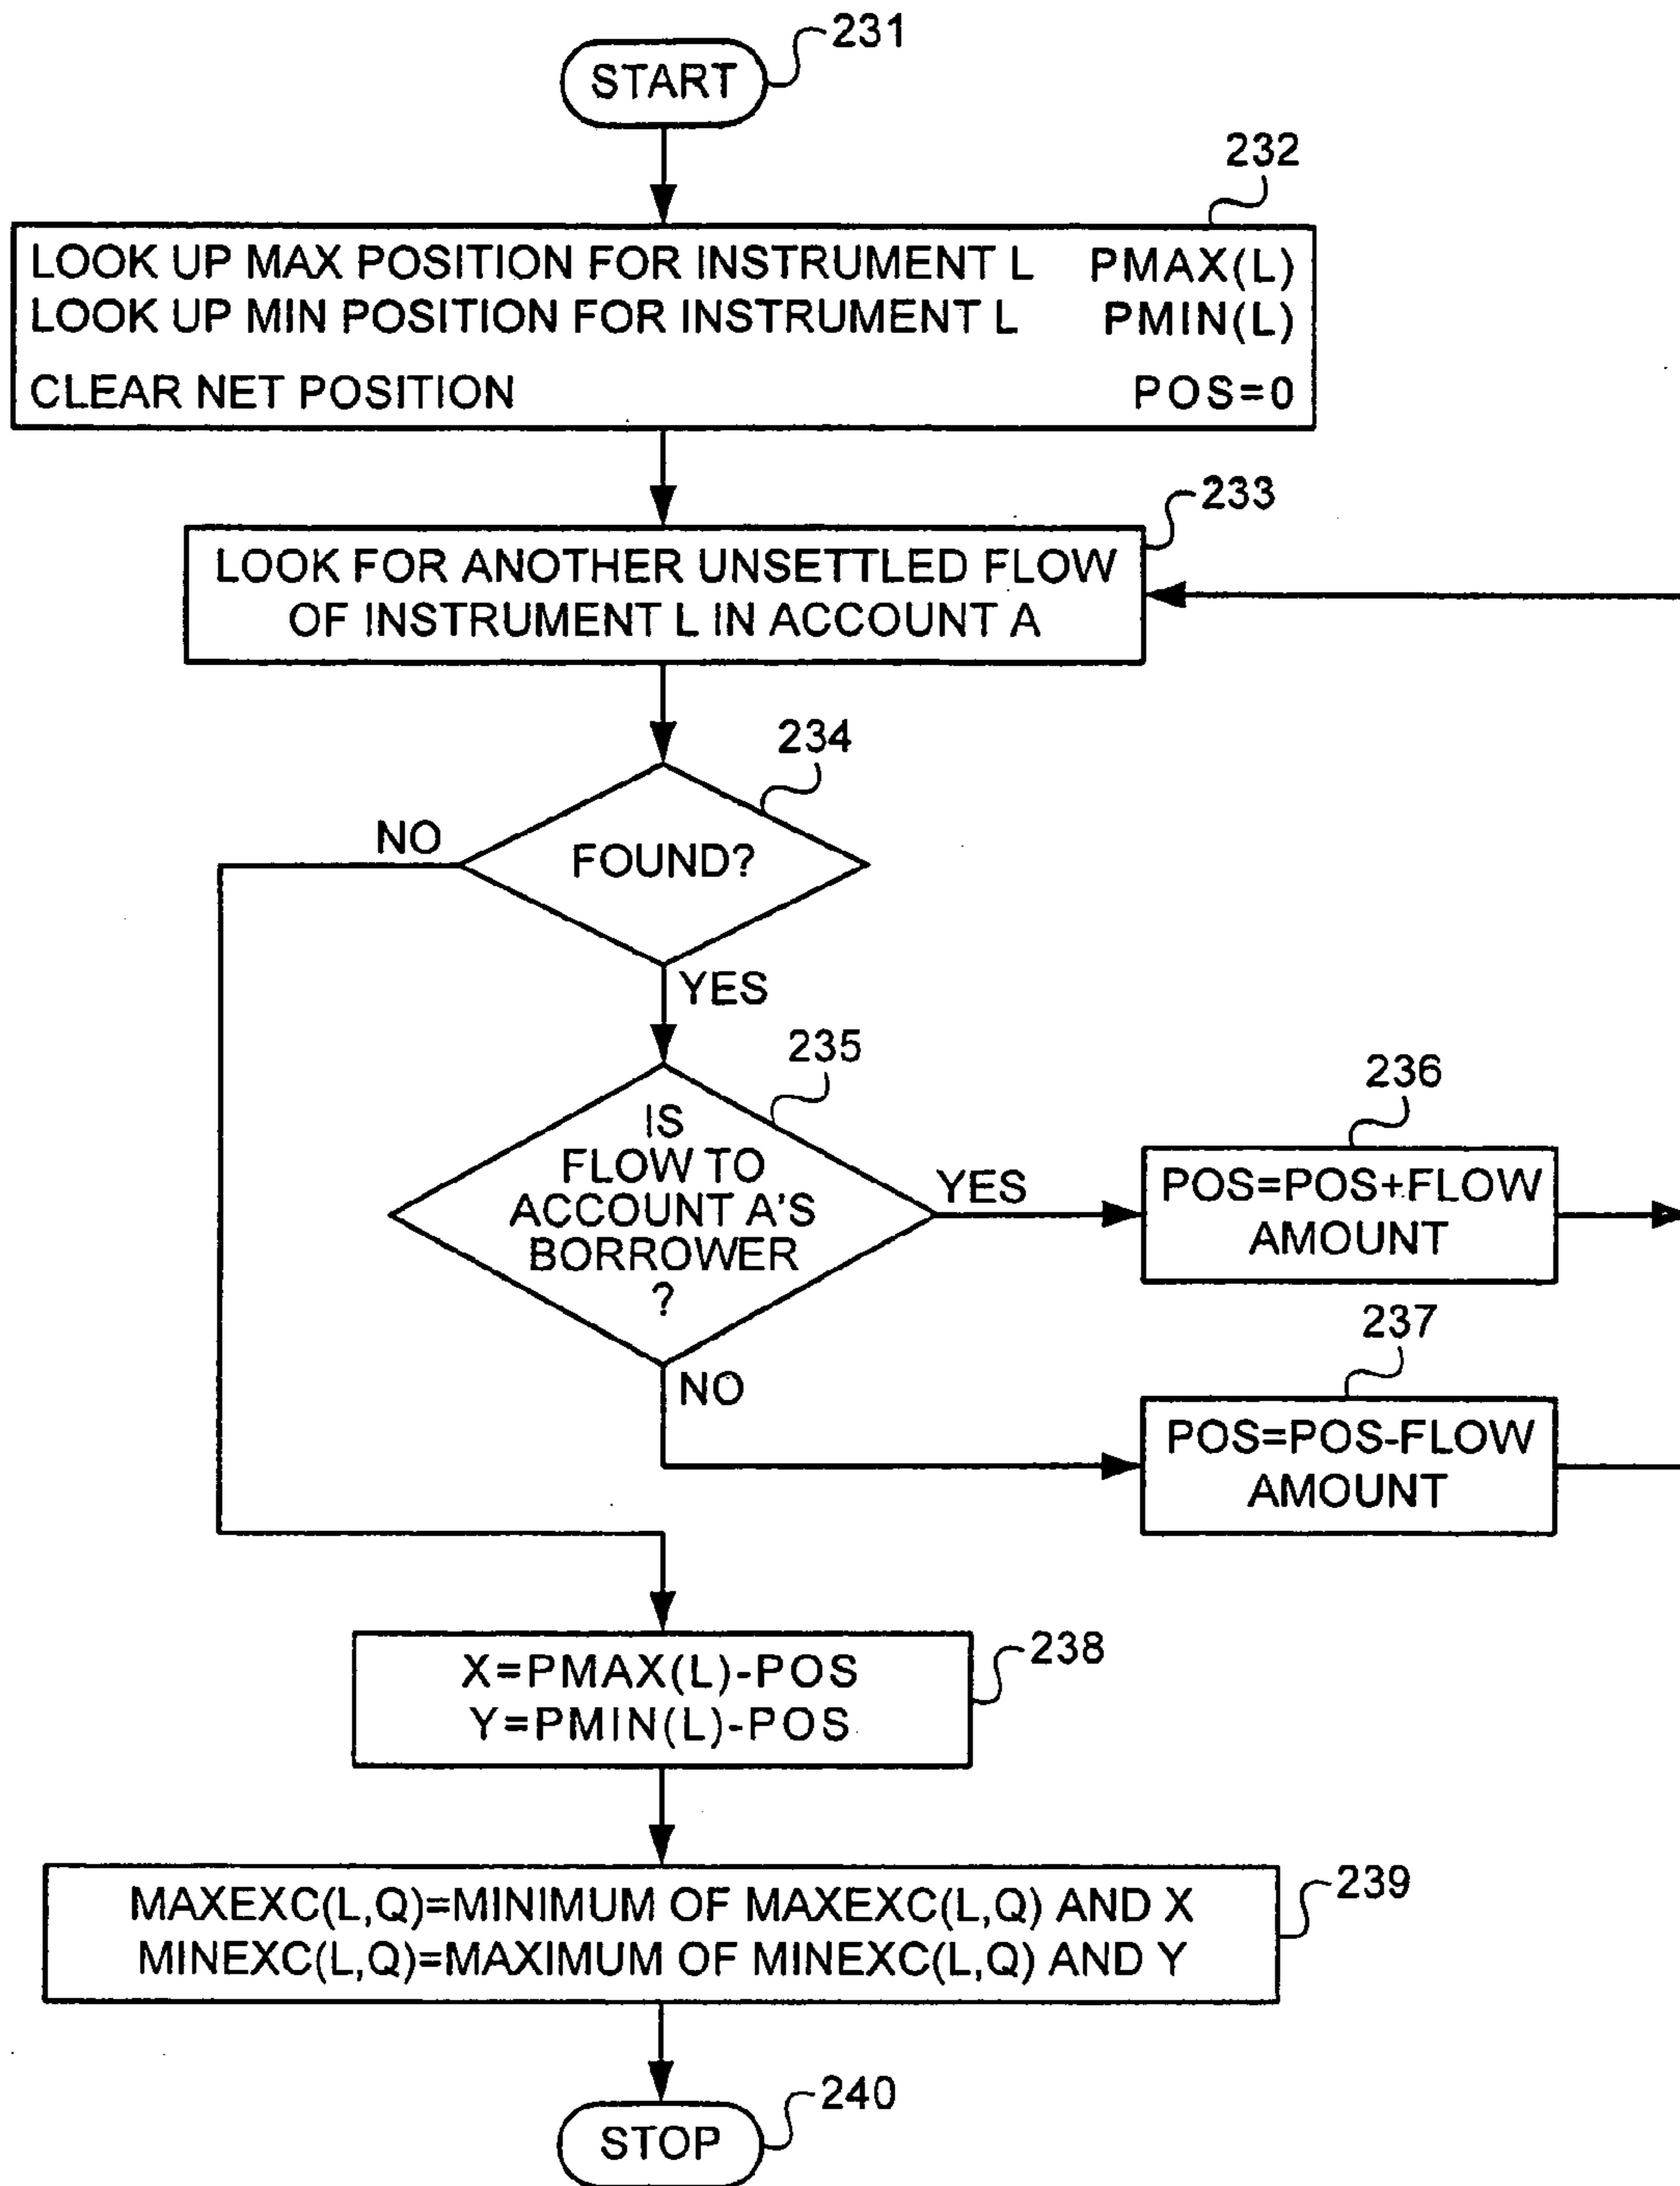 231
START
232
LOOK UP MAX POSITION FOR INSTRUMENT L PMAX(L)
LOOK UP MIN POSITION FOR INSTRUMENT L PMIN(L)
CLEAR NET POSITION POS=0
233
LOOK FOR ANOTHER UNSETTLED FLOW
OF INSTRUMENT L IN ACCOUNT A
234
NO
FOUND?
YES
235
IS
FLOW TO
ACCOUNT A'S
BORROWER
?
YES
236
POS=POS+FLOW
AMOUNT
NO
237
POS=POS-FLOW
AMOUNT
238
X=PMAX(L)-POS
Y=PMIN(L)-POS
239
MAXEXC(L,Q)=MINIMUM OF MAXEXC(L,Q) AND X
MINEXC(L,Q)=MAXIMUM OF MINEXC(L,Q) AND Y
240
STOP